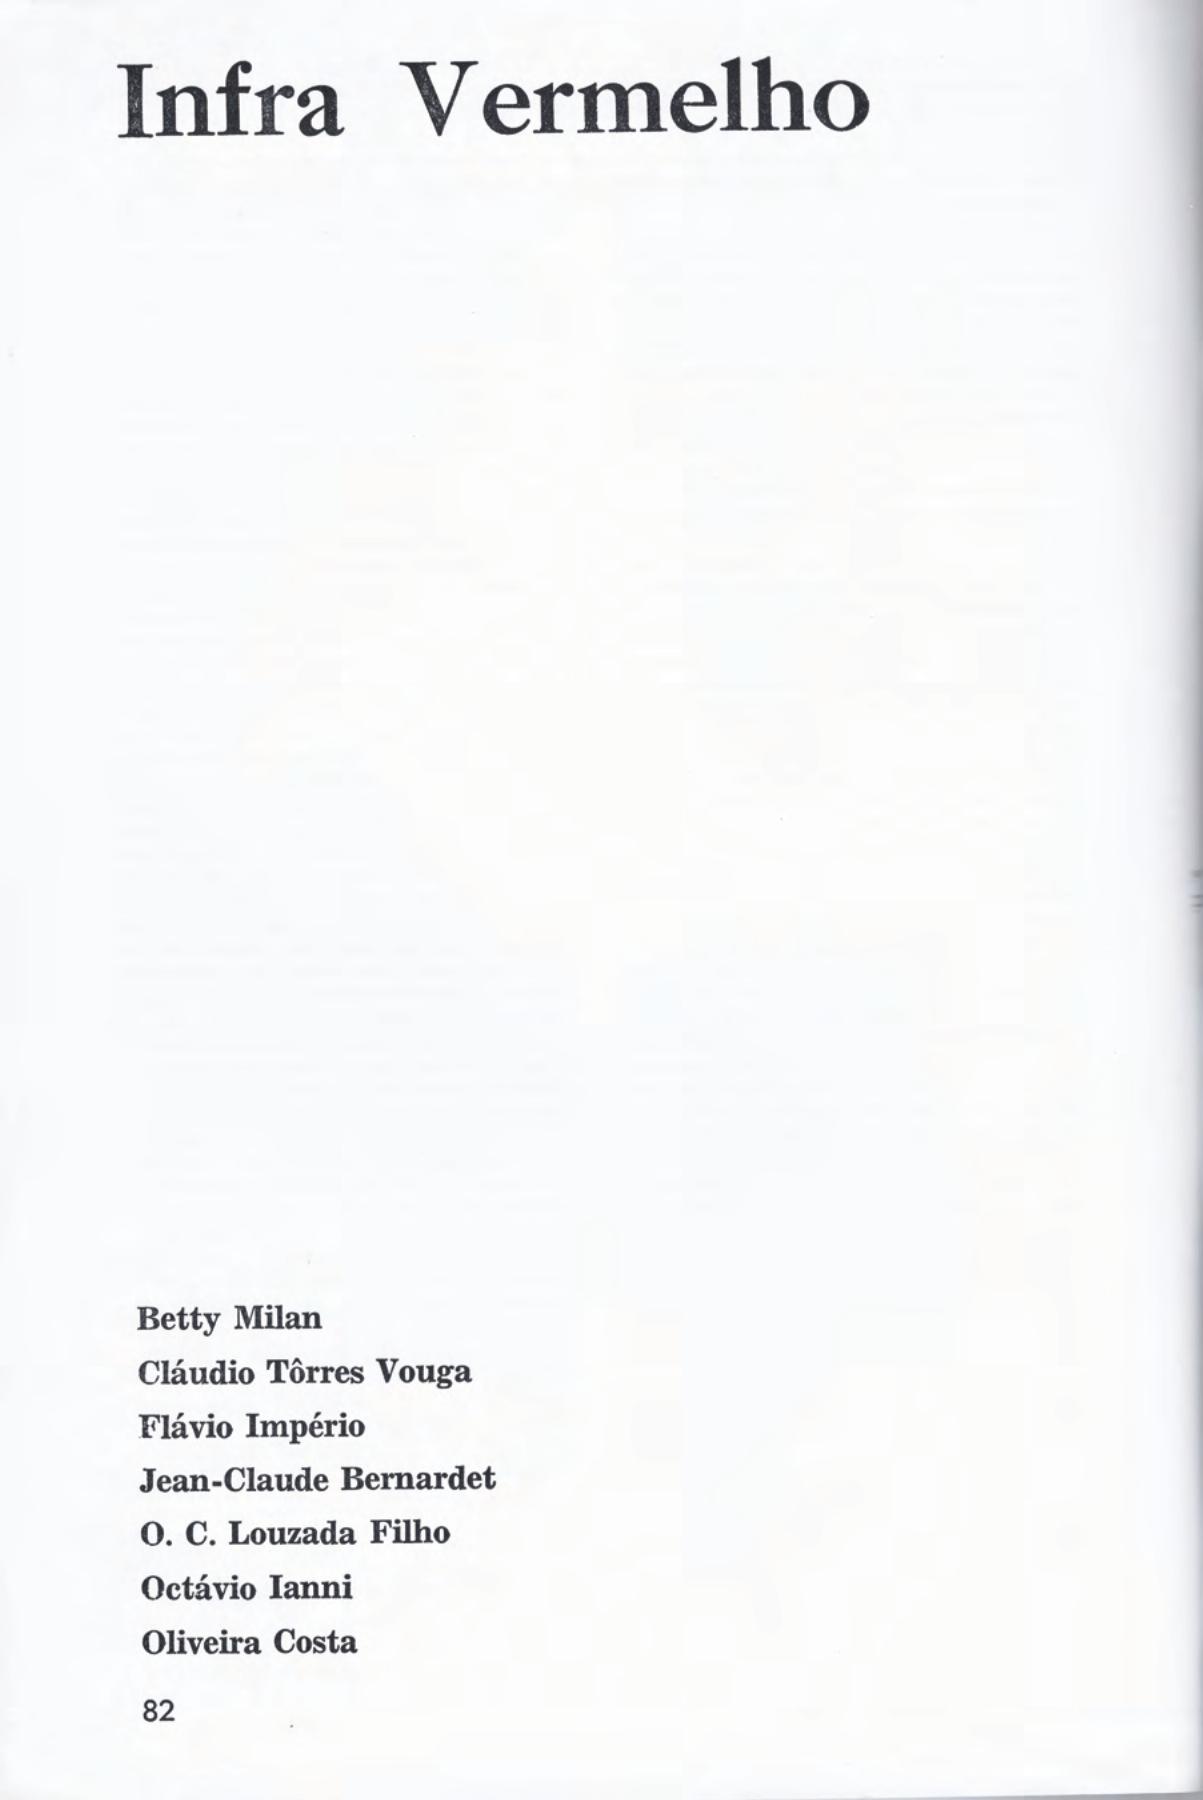 Infra Vermelho
Betty Milan
Cláudio Tôrres Vouga
Flávio Império
Jean-Claude Bernardet
O. C. Louzada Filho
Octávio Ianni
Oliveira Costa
82